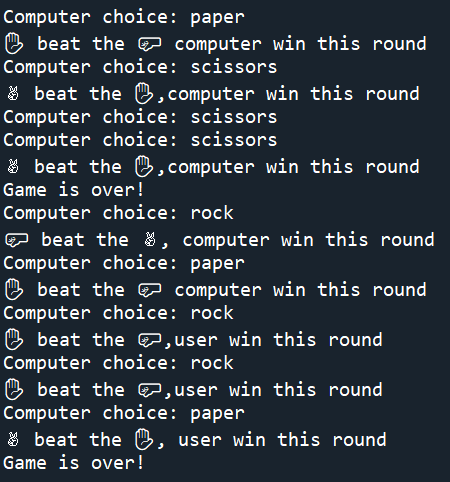 Computer choice: paper
✋ beat the ✊ computer win this round
Computer choice: scissors
✌ beat the ✋,computer win this round
Computer choice: scissors
Computer choice: scissors
✌ beat the ✋,computer win this round
Game is over!
Computer choice: rock
✊ beat the ✌, computer win this round
Computer choice: paper
✋ beat the ✊ computer win this round
Computer choice: rock
✋ beat the ✊,user win this round
Computer choice: rock
✋ beat the ✊,user win this round
Computer choice: paper
✌ beat the ✋, user win this round
Game is over!